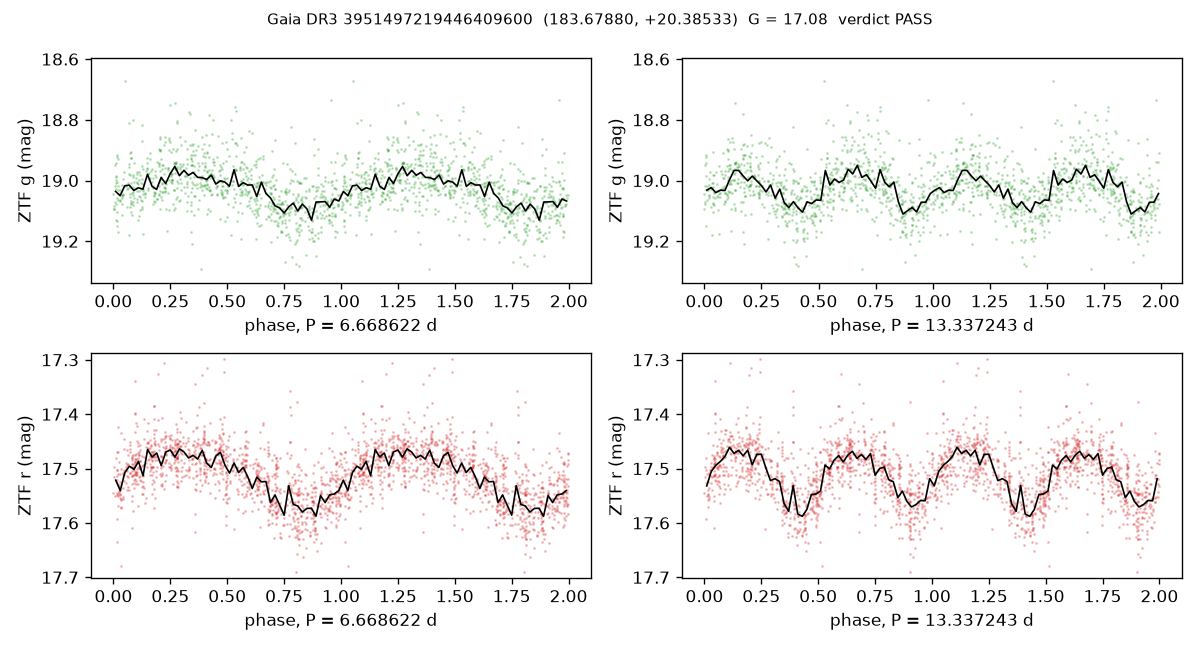 Gaia DR3 3951497219446409600  (183.67880, +20.38533)  G = 17.08  verdict PASS
18.6
18.8
19.0
19.2
ZTF g (mag)
0.00 0.25 0.50 0.75 1.00 1.25 1.50 1.75 2.00
phase, P = 6.668622 d
18.6
18.8
19.0
19.2
ZTF g (mag)
0.00 0.25 0.50 0.75 1.00 1.25 1.50 1.75 2.00
phase, P = 13.337243 d
17.3
17.4
17.5
17.6
17.7
ZTF r (mag)
0.00 0.25 0.50 0.75 1.00 1.25 1.50 1.75 2.00
phase, P = 6.668622 d
17.3
17.4
17.5
17.6
17.7
ZTF r (mag)
0.00 0.25 0.50 0.75 1.00 1.25 1.50 1.75 2.00
phase, P = 13.337243 d